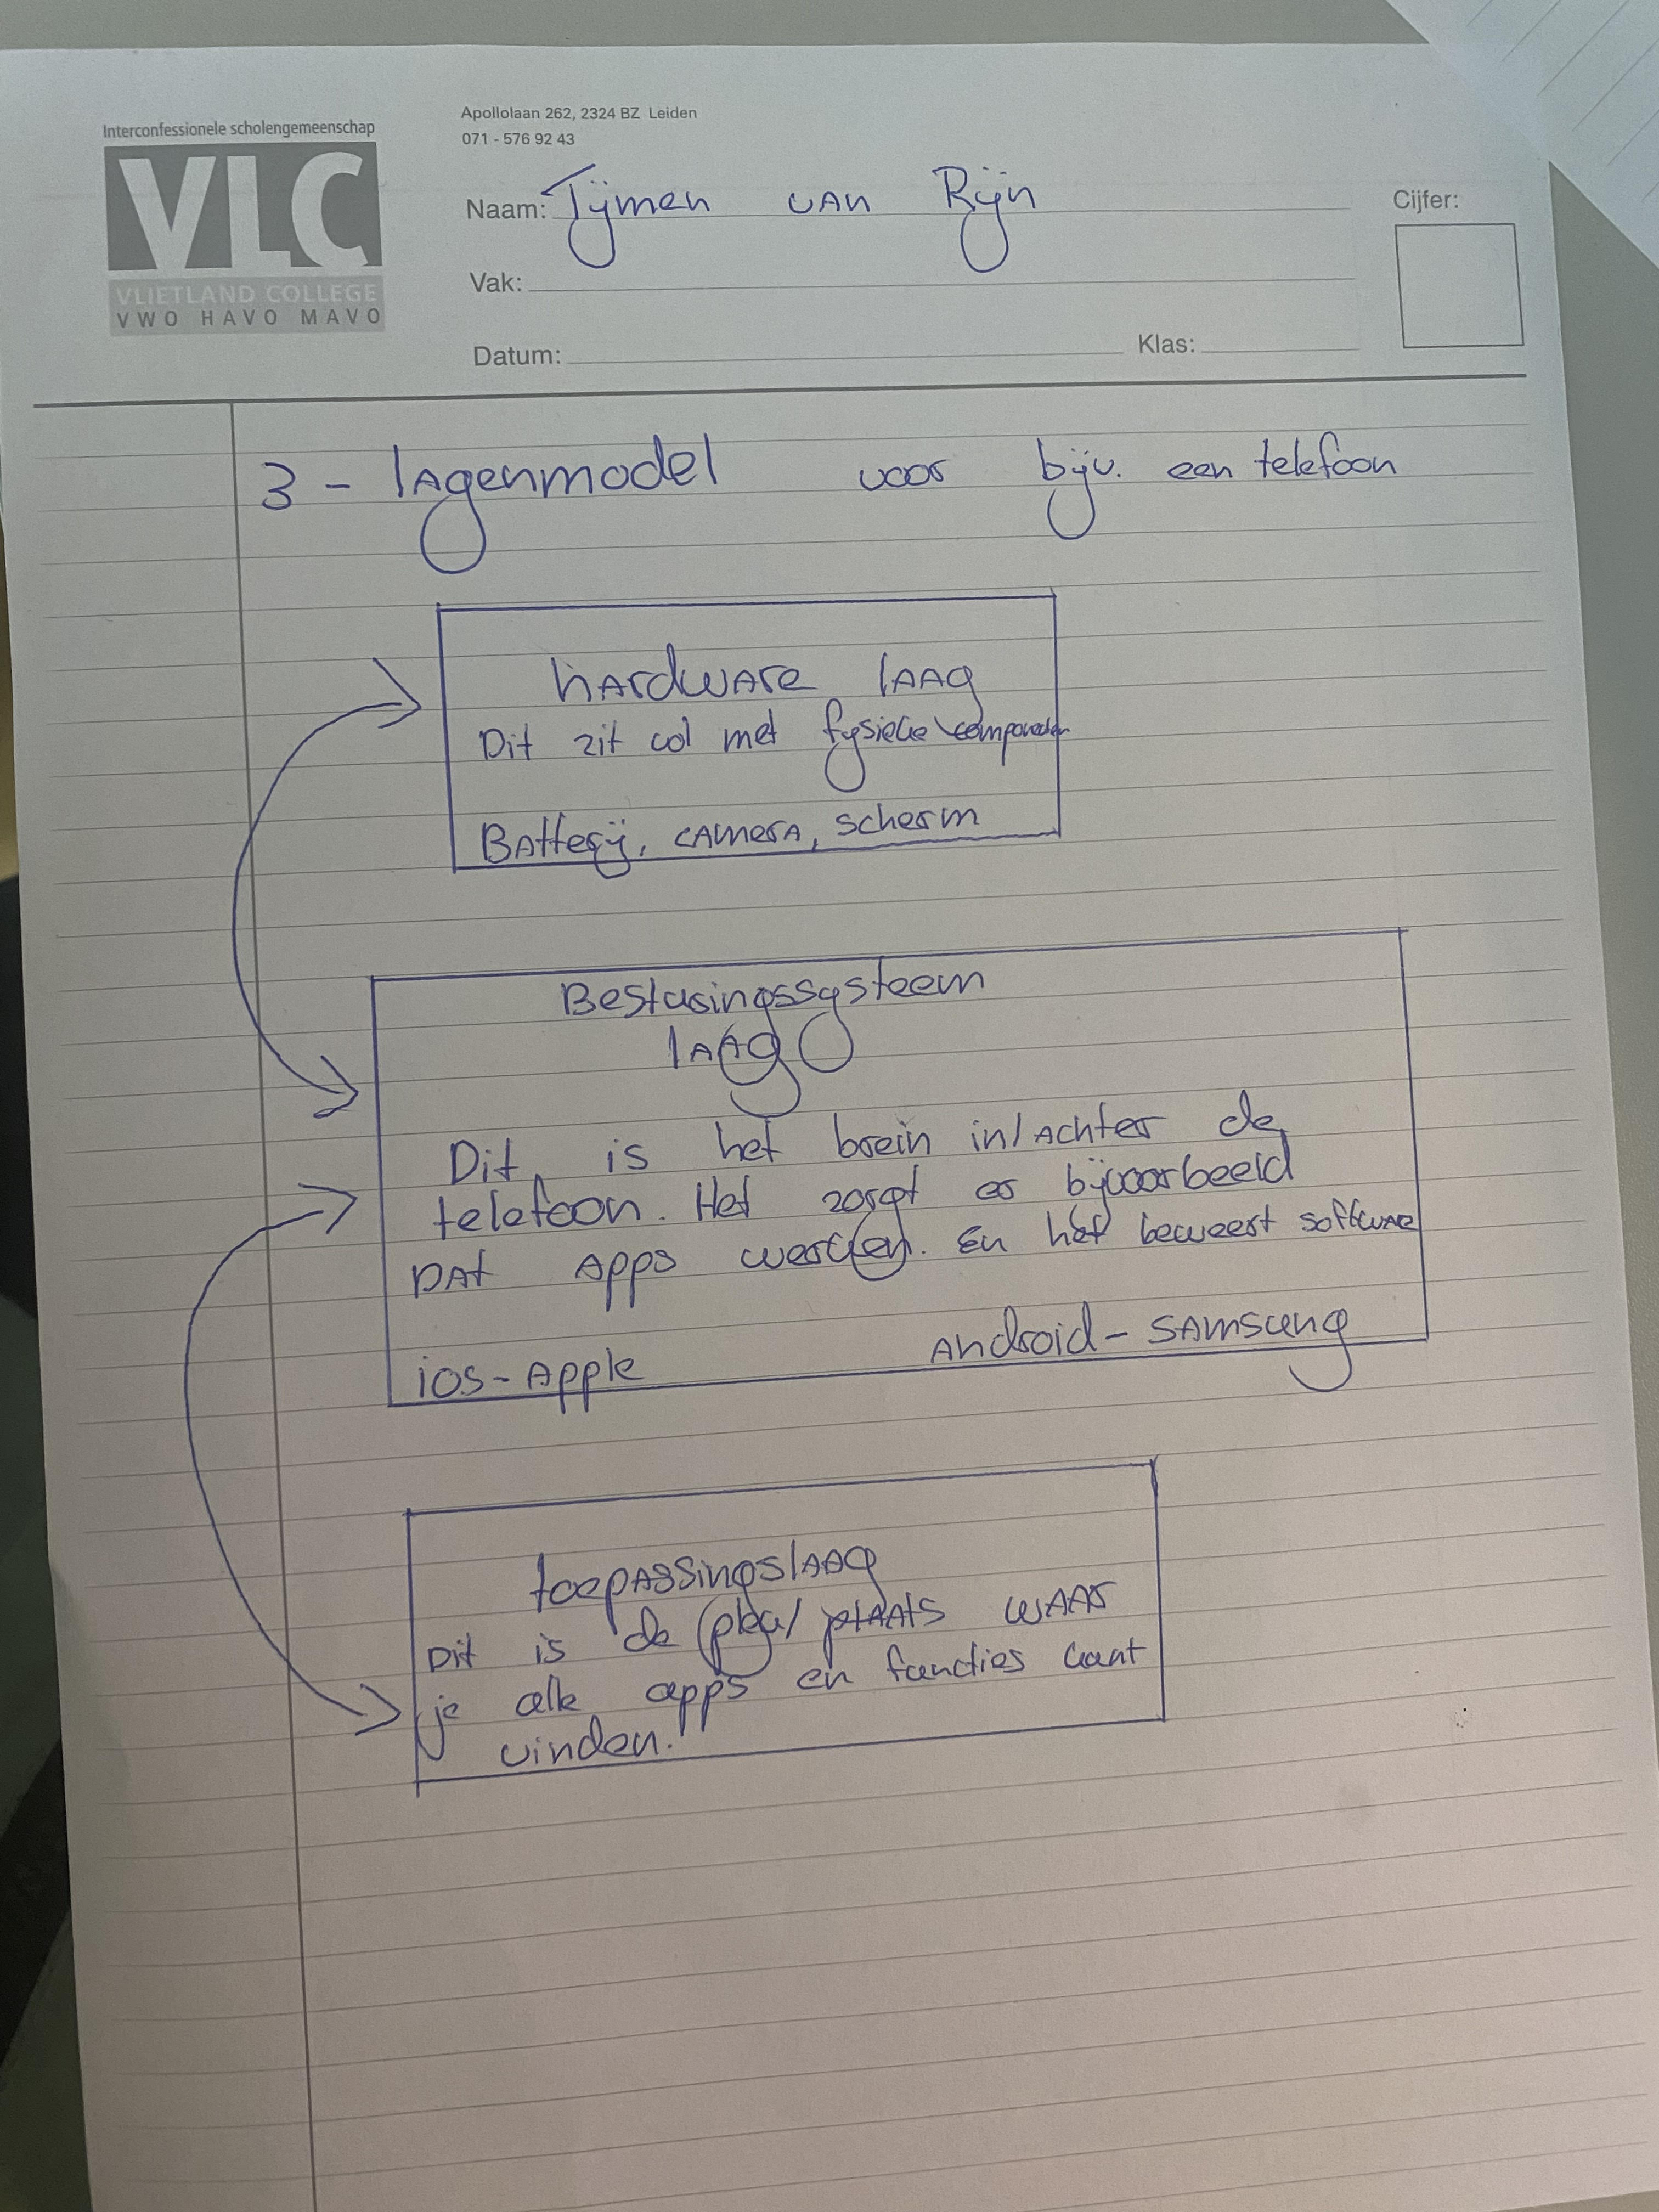 Interconfessionele scholengemeenschap
VLC
VLIETLAND COLLEGE
VWO HAVO MAVO
Apollolaan 262, 2324 BZ Leiden
071 - 576 92 43
Naam: Tijmen van Rijn
Vak:
Datum:
Klas:
Cijfer:
3 - lagenmodel voor bijv. een telefoon
hardware laag
Dit zit vol met fysieke componenten
Batterij, camera, scherm
Besturingssysteem
laag
Dit is het brein in/achter de
telefoon. Het zorgt er bijvoorbeeld
dat apps werken. En het beweert software
ios-Apple
Android-Samsung
toepassingslaag
Dit is de plek/plaats waar
je alle apps en functies kunt
vinden.